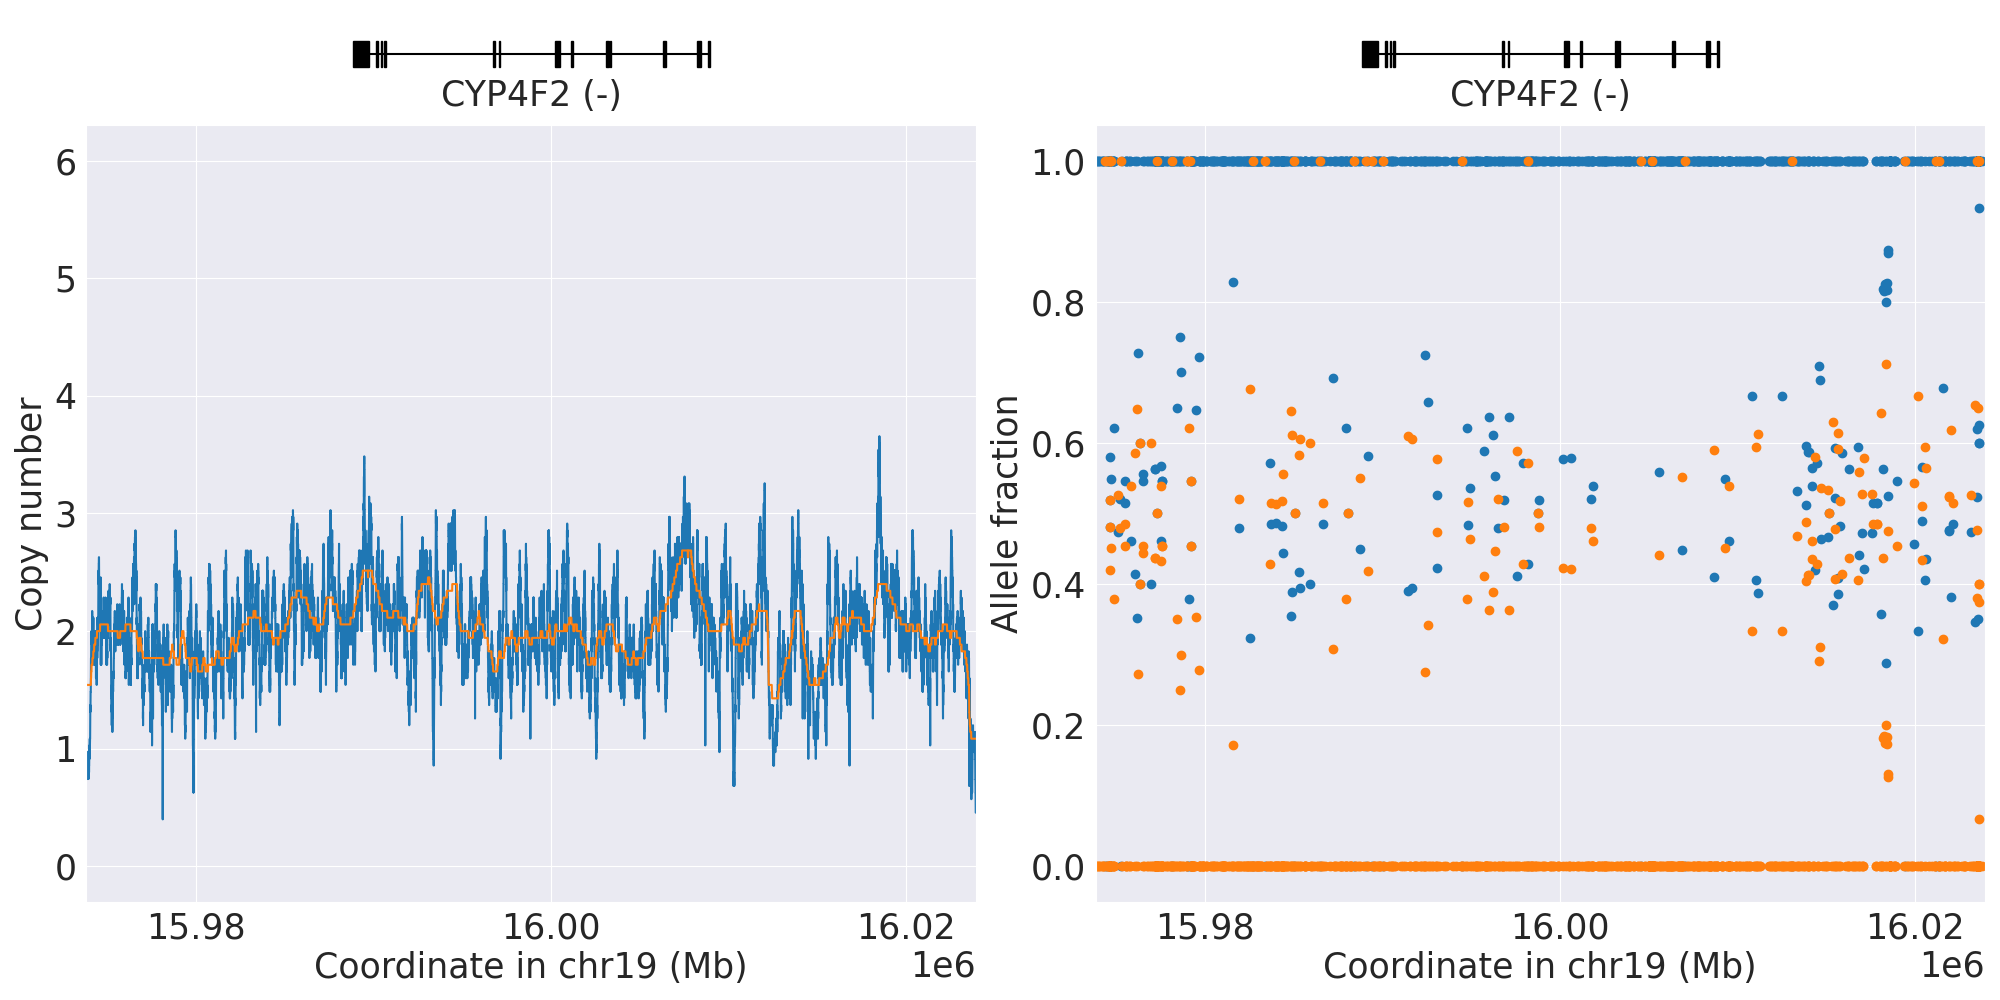 CYP4F2 (-)
6
5
4
3
2
1
0
Copy number
15.98
16.00
16.02
Coordinate in chr19 (Mb)
1e6
CYP4F2 (-)
1.0
0.8
0.6
0.4
0.2
0.0
Allele fraction
15.98
16.00
16.02
Coordinate in chr19 (Mb)
1e6